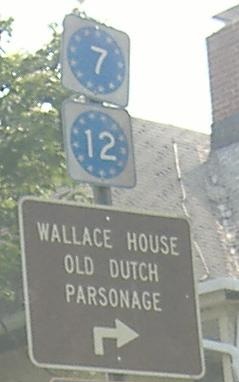 7
12
WALLACE HOUSE
OLD DUTCH
PARSONAGE